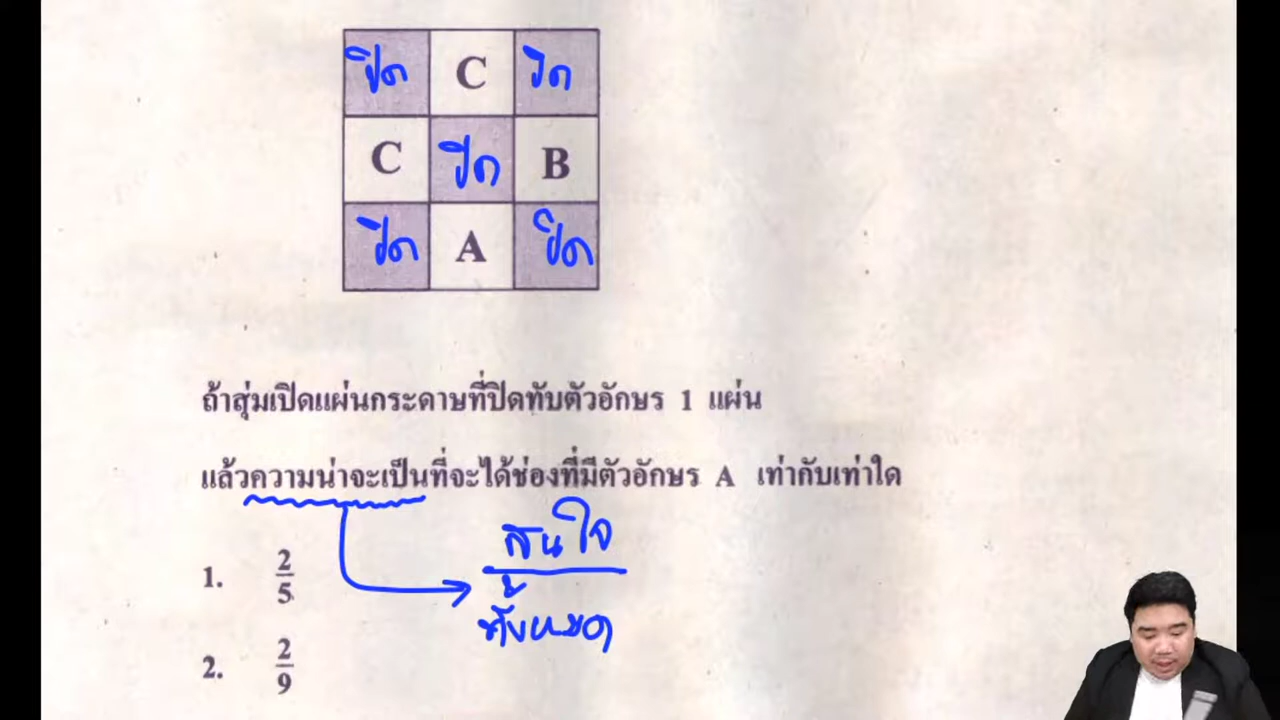 ปิด C ปิด
C ปิด B
ปิด A ปิด
ถ้าสุ่มเปิดแผ่นกระดาษที่ปิดทับตัวอักษร 1 แผ่น
แล้วความน่าจะเป็นที่จะได้ช่องที่มีตัวอักษร A เท่ากับเท่าใด
สนใจ
ทั้งหมด
1. 2/5
2. 2/9